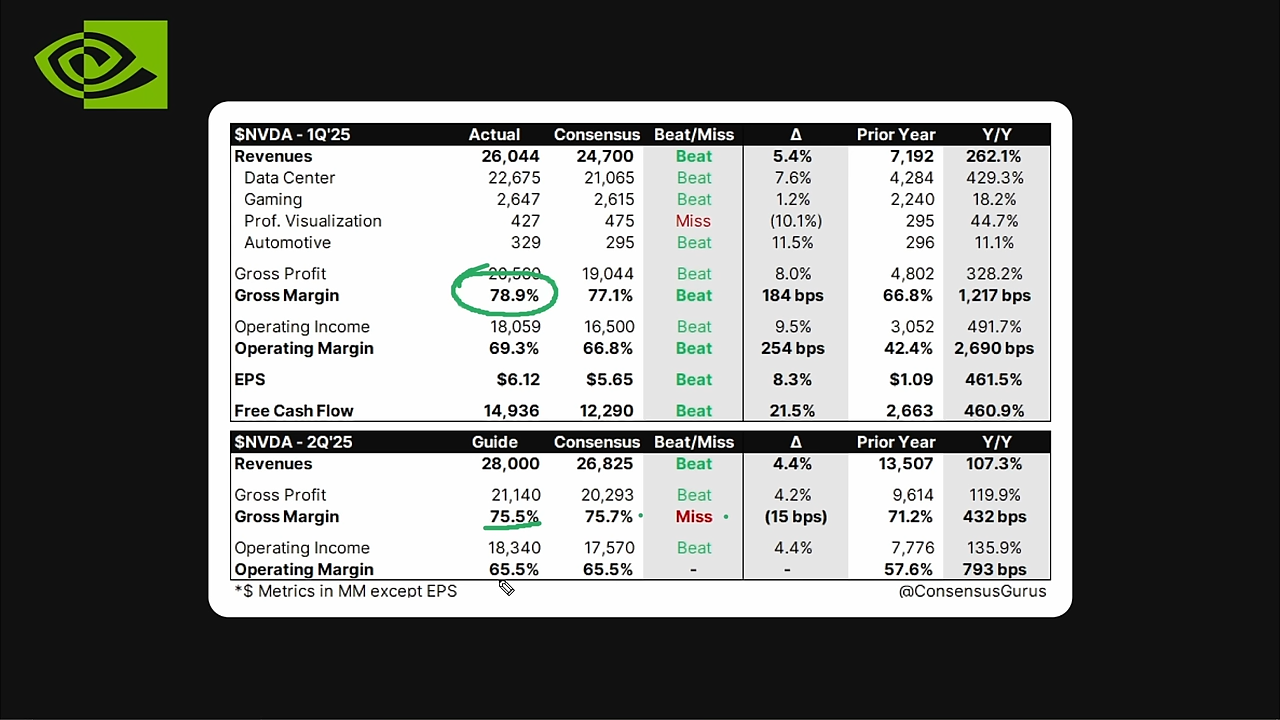 $NVDA - 1Q'25 Actual Consensus Beat/Miss Δ Prior Year Y/Y
Revenues 26,044 24,700 Beat 5.4% 7,192 262.1%
Data Center 22,675 21,065 Beat 7.6% 4,284 429.3%
Gaming 2,647 2,615 Beat 1.2% 2,240 18.2%
Prof. Visualization 427 475 Miss (10.1%) 295 44.7%
Automotive 329 295 Beat 11.5% 296 11.1%
Gross Profit 19,044 Beat 8.0% 4,802 328.2%
Gross Margin 78.9% 77.1% Beat 184 bps 66.8% 1,217 bps
Operating Income 18,059 16,500 Beat 9.5% 3,052 491.7%
Operating Margin 69.3% 66.8% Beat 254 bps 42.4% 2,690 bps
EPS $6.12 $5.65 Beat 8.3% $1.09 461.5%
Free Cash Flow 14,936 12,290 Beat 21.5% 2,663 460.9%
$NVDA - 2Q'25 Guide Consensus Beat/Miss Δ Prior Year Y/Y
Revenues 28,000 26,825 Beat 4.4% 13,507 107.3%
Gross Profit 21,140 20,293 Beat 4.2% 9,614 119.9%
Gross Margin 75.5% 75.7% Miss (15 bps) 71.2% 432 bps
Operating Income 18,340 17,570 Beat 4.4% 7,776 135.9%
Operating Margin 65.5% 65.5% - - 57.6% 793 bps
*$ Metrics in MM except EPS @ConsensusGurus